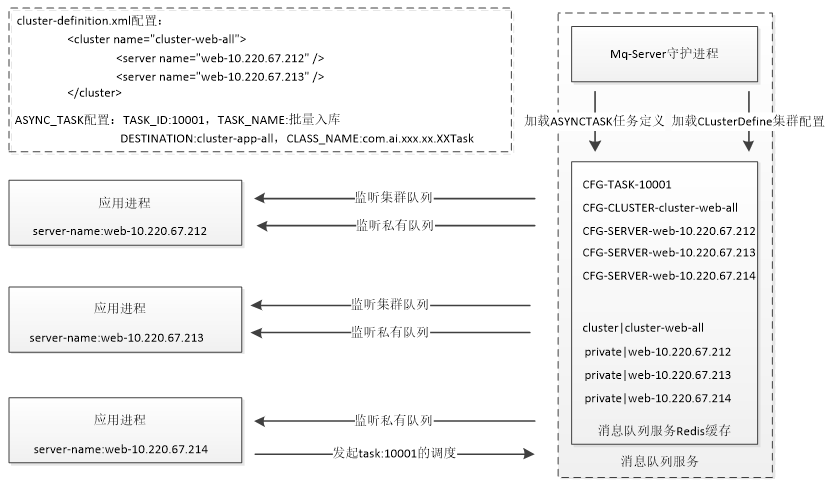 cluster-definition.xml配置：
<cluster name="cluster-web-all">
<server name="web-10.220.67.212" />
<server name="web-10.220.67.213" />
</cluster>
ASYNC_TASK配置：TASK_ID:10001，TASK_NAME:批量入库
DESTINATION:cluster-app-all，CLASS_NAME:com.ai.xxx.xx.XXTask
Mq-Server守护进程
加载ASYNCTASK任务定义
加载CLusterDefine集群配置
应用进程
server-name:web-10.220.67.212
监听集群队列
监听私有队列
应用进程
server-name:web-10.220.67.213
监听集群队列
监听私有队列
应用进程
server-name:web-10.220.67.214
监听私有队列
发起task:10001的调度
CFG-TASK-10001
CFG-CLUSTER-cluster-web-all
CFG-SERVER-web-10.220.67.212
CFG-SERVER-web-10.220.67.213
CFG-SERVER-web-10.220.67.214
cluster|cluster-web-all
private|web-10.220.67.212
private|web-10.220.67.213
private|web-10.220.67.214
消息队列服务Redis缓存
消息队列服务